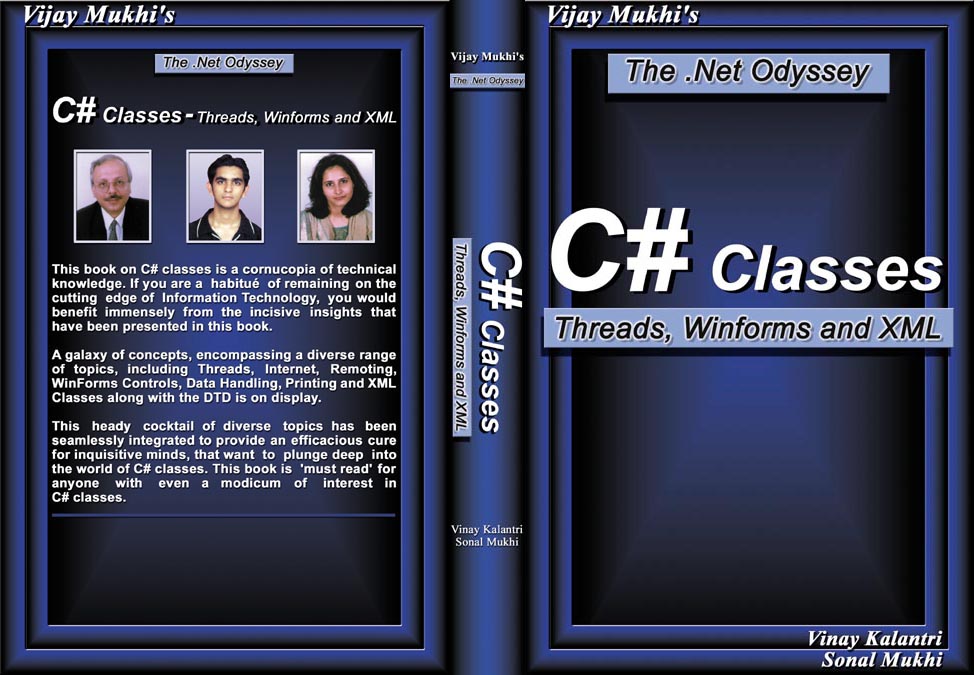 Vijay Mukhi's
The .Net Odyssey
C# Classes - Threads, Winforms and XML
This book on C# classes is a cornucopia of technical
knowledge. If you are a habitué of remaining on the
cutting edge of Information Technology, you would
benefit immensely from the incisive insights that
have been presented in this book.
A galaxy of concepts, encompassing a diverse range
of topics, including Threads, Internet, Remoting,
WinForms Controls, Data Handling, Printing and XML
Classes along with the DTD is on display.
This heady cocktail of diverse topics has been
seamlessly integrated to provide an efficacious cure
for inquisitive minds, that want to plunge deep into
the world of C# classes. This book is 'must read' for
anyone with even a modicum of interest in
C# classes.
Vijay Mukhi's
The .Net Odyssey
C# Classes
Threads, Winforms and XML
Vinay Kalantri
Sonal Mukhi
Vijay Mukhi's
The .Net Odyssey
C# Classes
Threads, Winforms and XML
Vinay Kalantri
Sonal Mukhi